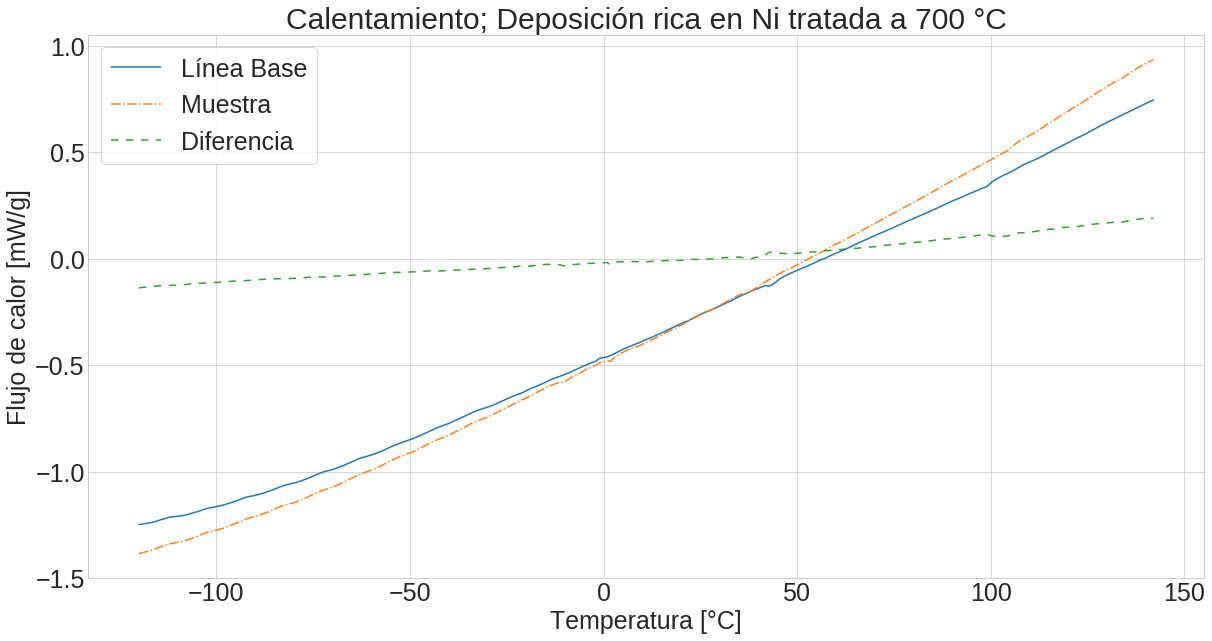 Calentamiento; Deposición rica en Ni tratada a 700 °C
Línea Base
Muestra
Diferencia
Flujo de calor [mW/g]
1.0
0.5
0.0
−0.5
−1.0
−1.5
−100
−50
0
50
100
150
Temperatura [°C]